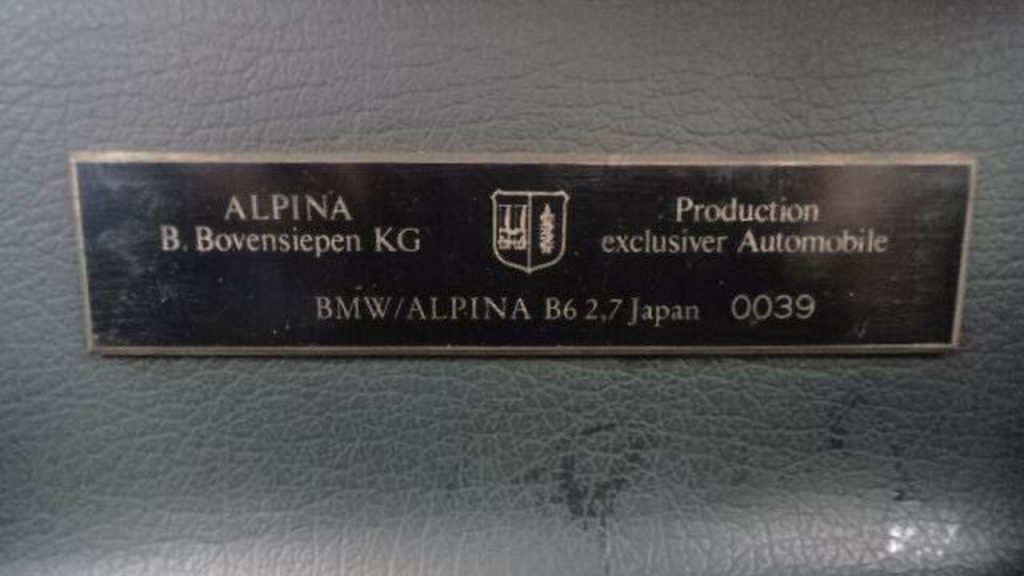 ALPINA
B. Bovensiepen KG
Production
exclusiver Automobile
BMW/ALPINA B6 2,7 Japan 0039